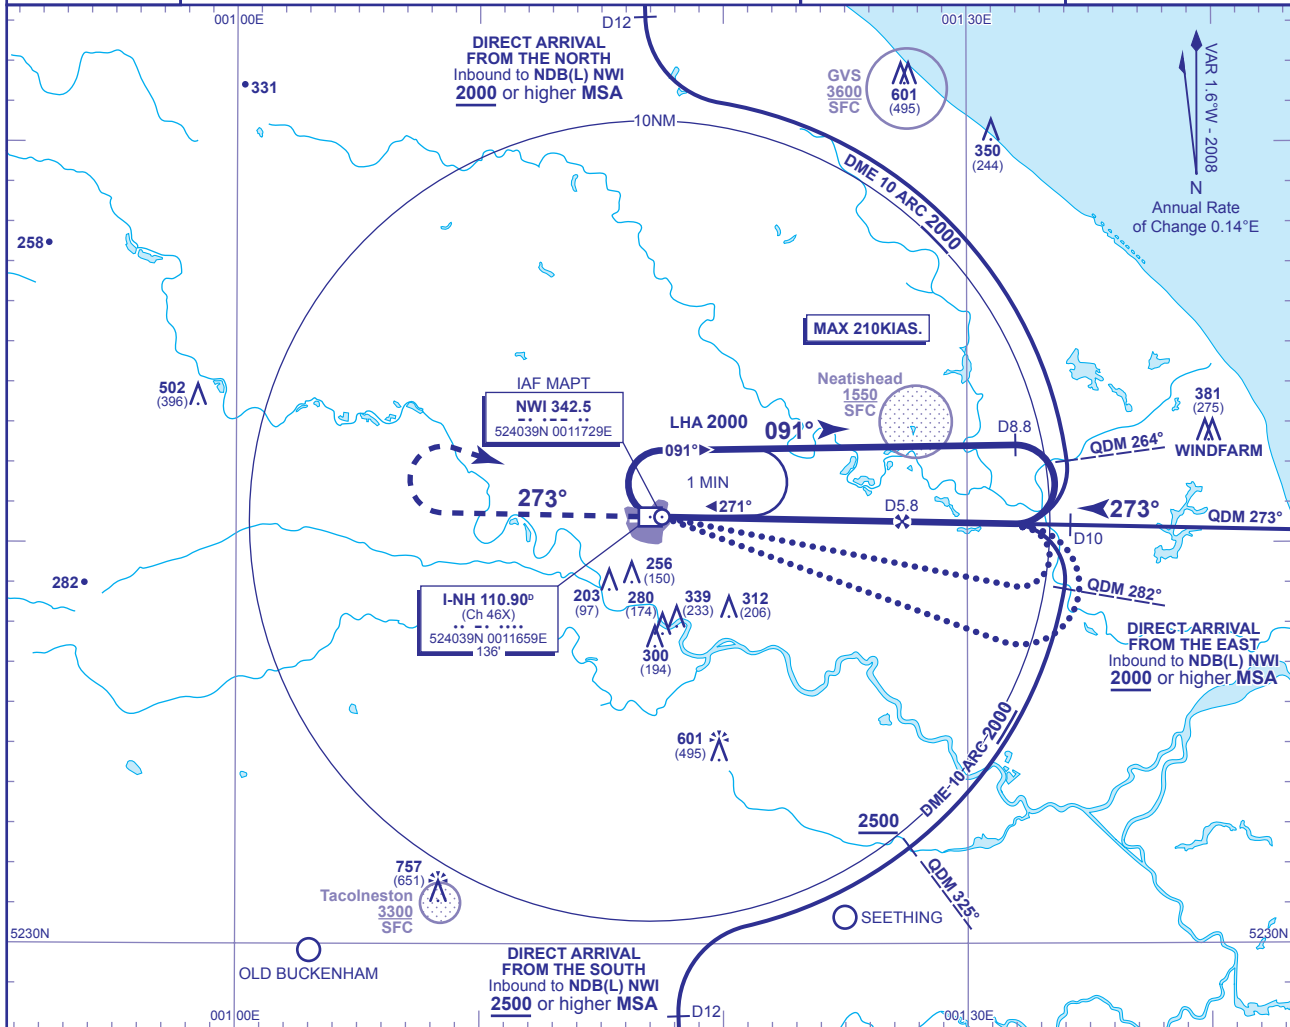 001'00E
001'30E
D12
DIRECT ARRIVAL
FROM THE NORTH
Inbound to NDB(L) NWI
2000 or higher MSA
GVS
3600
SFC
601
(495)
VAR 1.6°W - 2008
N
Annual Rate
of Change 0.14°E
331
350
(244)
10NM
DME 10 ARC 2000
258
MAX 210KIAS.
Neatishead
1550
SFC
502
(396)
IAF MAPT
NWI 342.5
524039N 0011729E
381
(275)
WINDFARM
LHA 2000
091°
D8.8
QDM 264°
091°
1 MIN
271°
273°
D5.8
273°
QDM 273°
D10
282
256
(150)
203
(97)
280
(174)
339
(233)
312
(206)
300
(194)
QDM 282°
I-NH 110.90ᴰ
(Ch 46X)
524039N 0011659E
136'
DIRECT ARRIVAL
FROM THE EAST
Inbound to NDB(L) NWI
2000 or higher MSA
601
(495)
DME 10 ARC 2000
2500
QDM 325°
757
(651)
Tacolneston
3300
SFC
SEETHING
5230N
5230N
OLD BUCKENHAM
DIRECT ARRIVAL
FROM THE SOUTH
Inbound to NDB(L) NWI
2500 or higher MSA
D12
001'00E
001'30E